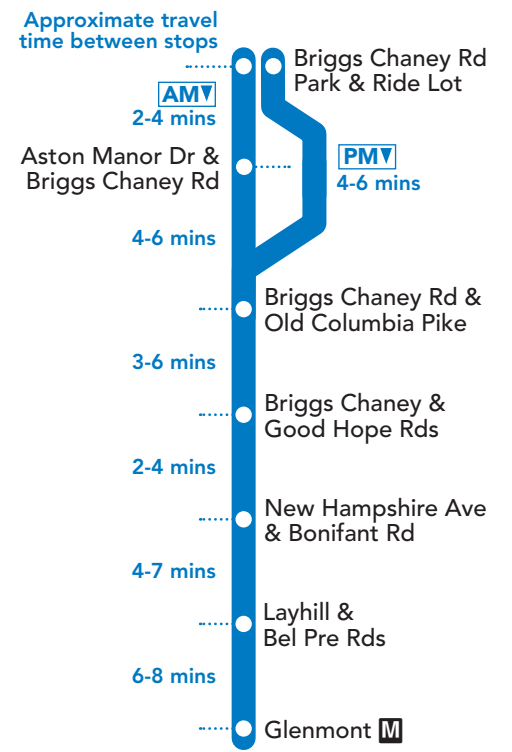 Approximate travel
time between stops
Briggs Chaney Rd
Park & Ride Lot
AM▼
2-4 mins
Aston Manor Dr &
Briggs Chaney Rd
PM▼
4-6 mins
4-6 mins
Briggs Chaney Rd &
Old Columbia Pike
3-6 mins
Briggs Chaney &
Good Hope Rds
2-4 mins
New Hampshire Ave
& Bonifant Rd
4-7 mins
Layhill &
Bel Pre Rds
6-8 mins
Glenmont M